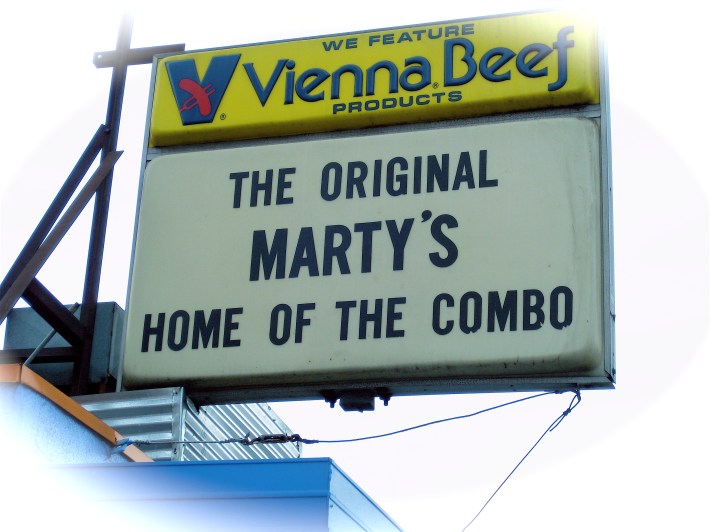 WE FEATURE
Vienna® Beef
PRODUCTS
THE ORIGINAL
MARTY'S
HOME OF THE COMBO